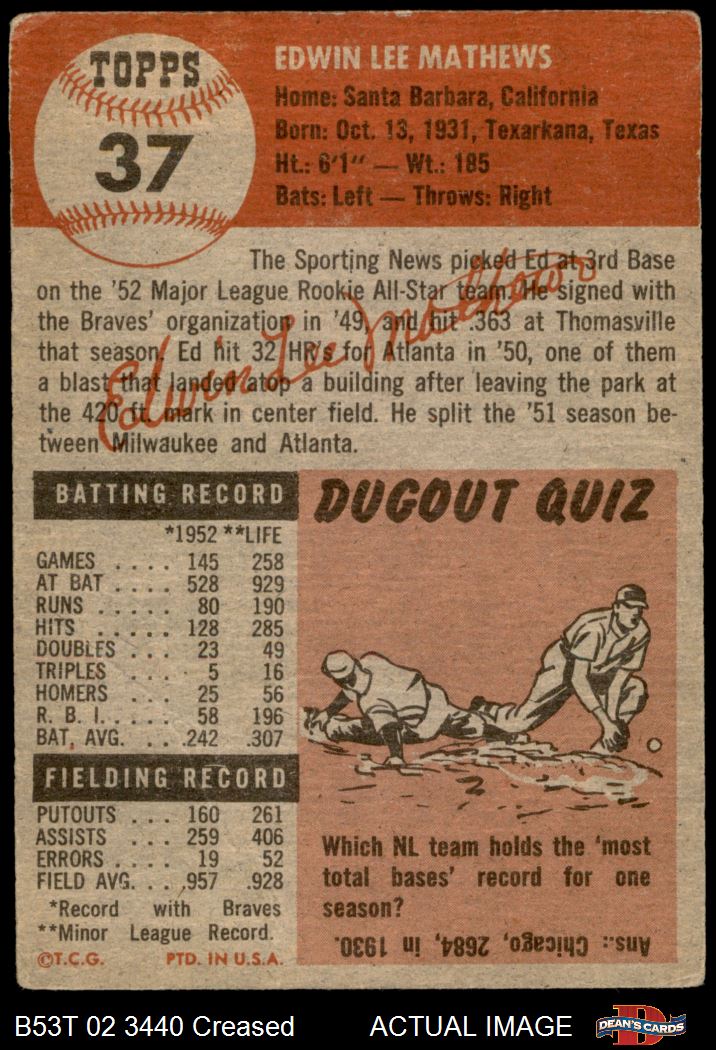 TOPPS
37
EDWIN LEE MATHEWS
Home: Santa Barbara, California
Born: Oct. 13, 1931, Texarkana, Texas
Ht.: 6'1" — Wt.: 185
Bats: Left — Throws: Right
The Sporting News picked Ed at 3rd Base
on the '52 Major League Rookie All-Star team. He signed with
the Braves' organization in '49, and hit .363 at Thomasville
that season. Ed hit 32 HR's for Atlanta in '50, one of them
a blast that landed atop a building after leaving the park at
the 420 ft. mark in center field. He split the '51 season be-
tween Milwaukee and Atlanta.
Edwin Lee Mathews
BATTING RECORD
*1952 **LIFE
GAMES .... 145 258
AT BAT .... 528 929
RUNS ..... 80 190
HITS ..... 128 285
DOUBLES ... 23 49
TRIPLES ... 5 16
HOMERS ... 25 56
R. B. I. .... 58 196
BAT. AVG. ... .242 .307
FIELDING RECORD
PUTOUTS ... 160 261
ASSISTS ... 259 406
ERRORS .... 19 52
FIELD AVG. .. .957 .928
*Record with Braves
**Minor League Record.
©T.C.G. PTD. IN U.S.A.
DUGOUT QUIZ
Which NL team holds the 'most
total bases' record for one
season?
Ans.: Chicago, 2684, in 1930.
B53T 02 3440 Creased ACTUAL IMAGE
D
DEAN'S CARDS